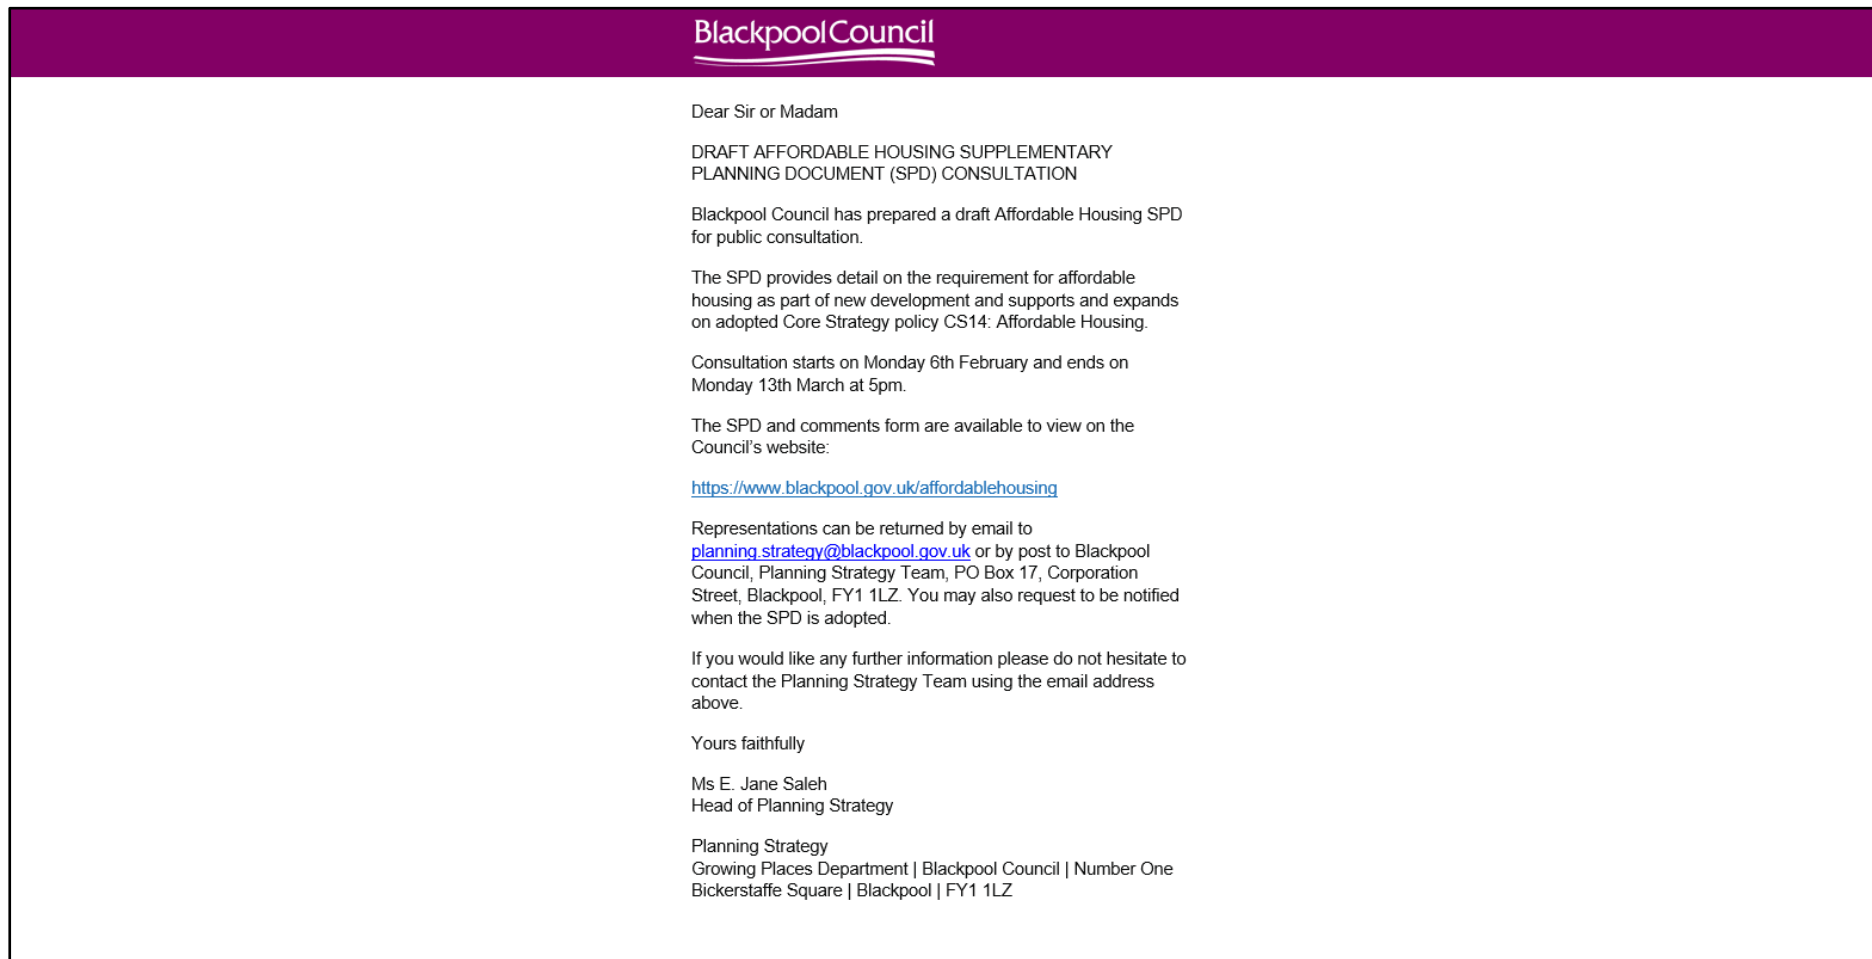 BlackpoolCouncil
Dear Sir or Madam
DRAFT AFFORDABLE HOUSING SUPPLEMENTARY
PLANNING DOCUMENT (SPD) CONSULTATION
Blackpool Council has prepared a draft Affordable Housing SPD
for public consultation.
The SPD provides detail on the requirement for affordable
housing as part of new development and supports and expands
on adopted Core Strategy policy CS14: Affordable Housing.
Consultation starts on Monday 6th February and ends on
Monday 13th March at 5pm.
The SPD and comments form are available to view on the
Council’s website:
https://www.blackpool.gov.uk/affordablehousing
Representations can be returned by email to
planning.strategy@blackpool.gov.uk or by post to Blackpool
Council, Planning Strategy Team, PO Box 17, Corporation
Street, Blackpool, FY1 1LZ. You may also request to be notified
when the SPD is adopted.
If you would like any further information please do not hesitate to
contact the Planning Strategy Team using the email address
above.
Yours faithfully
Ms E. Jane Saleh
Head of Planning Strategy
Planning Strategy
Growing Places Department | Blackpool Council | Number One
Bickerstaffe Square | Blackpool | FY1 1LZ